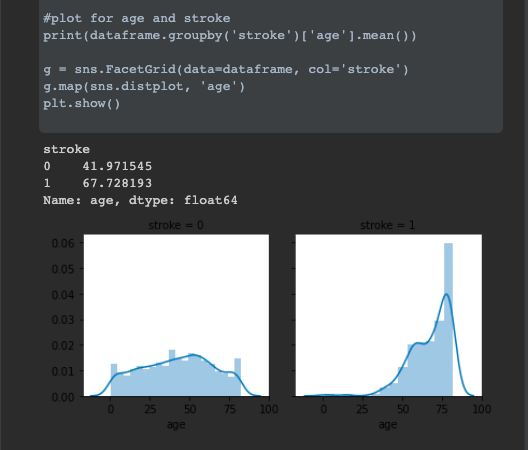 #plot for age and stroke
print(dataframe.groupby('stroke')['age'].mean())
g = sns.FacetGrid(data=dataframe, col='stroke')
g.map(sns.distplot, 'age')
plt.show()
stroke
0    41.971545
1    67.728193
Name: age, dtype: float64
stroke = 0    stroke = 1
0.06
0.05
0.04
0.03
0.02
0.01
0.00
0    25    50    75    100    0    25    50    75    100
age    age